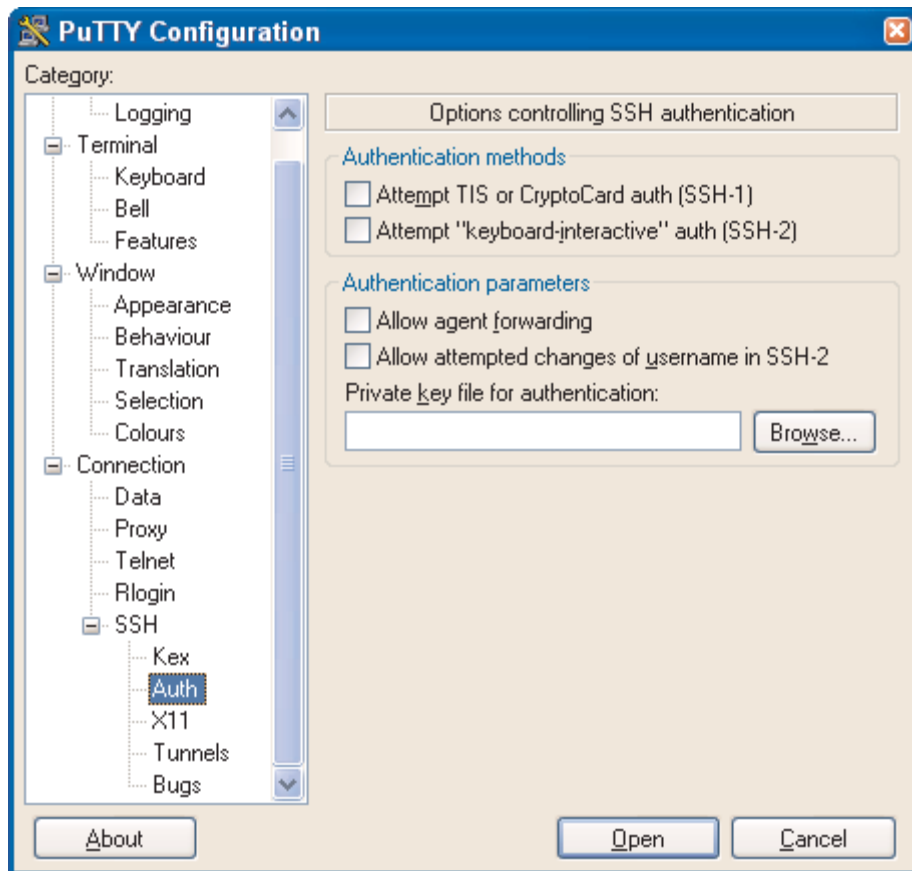 PuTTY Configuration
Category:
Logging
Terminal
Keyboard
Bell
Features
Window
Appearance
Behaviour
Translation
Selection
Colours
Connection
Data
Proxy
Telnet
Rlogin
SSH
Kex
Auth
X11
Tunnels
Bugs
Options controlling SSH authentication
Authentication methods
Attempt TIS or CryptoCard auth (SSH-1)
Attempt "keyboard-interactive" auth (SSH-2)
Authentication parameters
Allow agent forwarding
Allow attempted changes of username in SSH-2
Private key file for authentication:
Browse...
About
Open
Cancel